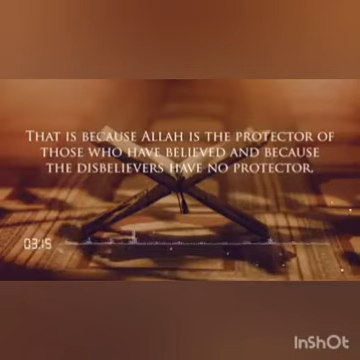 That is because Allah is the protector of
those who have believed and because
the disbelievers have no protector.
03:15
InShOt